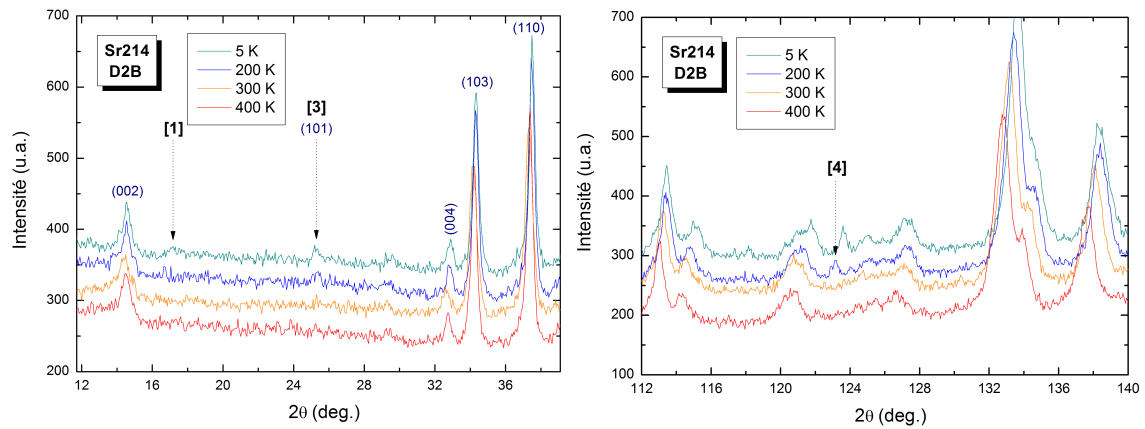 (110)
700
Sr214
D2B
5 K
200 K
300 K
400 K
(103)
600
[3]
[1]
(101)
500
Intensité (u.a.)
(002)
(004)
400
300
200
12
16
20
24
28
32
36
2θ (deg.)
700
Sr214
D2B
5 K
200 K
300 K
400 K
600
500
[4]
Intensité (u.a.)
400
300
200
100
112
116
120
124
128
132
136
140
2θ (deg.)